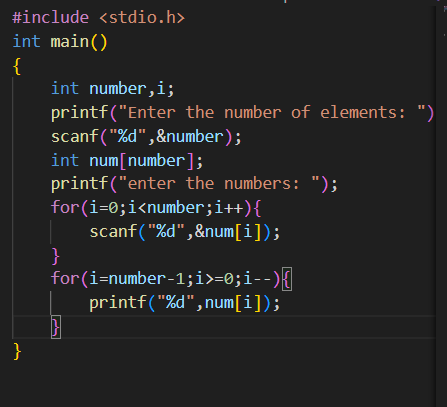 #include <stdio.h>
int main()
{
    int number,i;
    printf("Enter the number of elements: ")
    scanf("%d",&number);
    int num[number];
    printf("enter the numbers: ");
    for(i=0;i<number;i++){
        scanf("%d",&num[i]);
    }
    for(i=number-1;i>=0;i--){
        printf("%d",num[i]);
    }
}